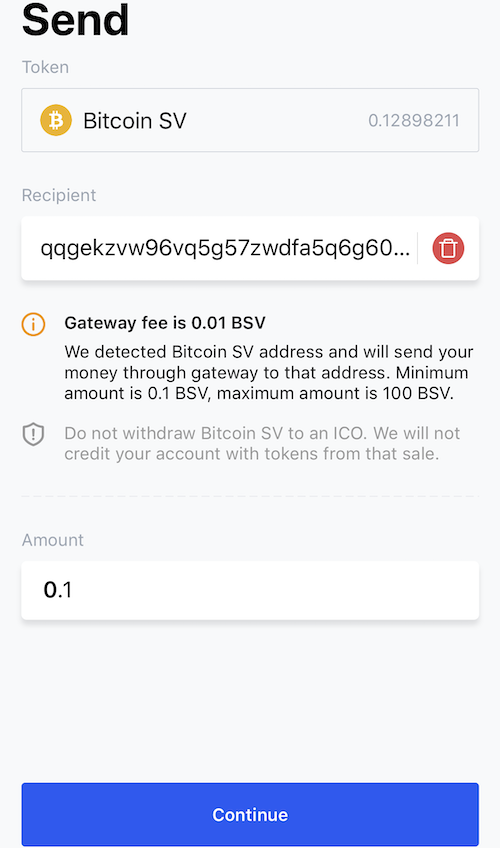 Send
Token
Bitcoin SV 0.12898211
Recipient
qqgekzvw96vq5g57zwdfa5q6g60...
Gateway fee is 0.01 BSV
We detected Bitcoin SV address and will send your
money through gateway to that address. Minimum
amount is 0.1 BSV, maximum amount is 100 BSV.
Do not withdraw Bitcoin SV to an ICO. We will not
credit your account with tokens from that sale.
Amount
0.1
Continue